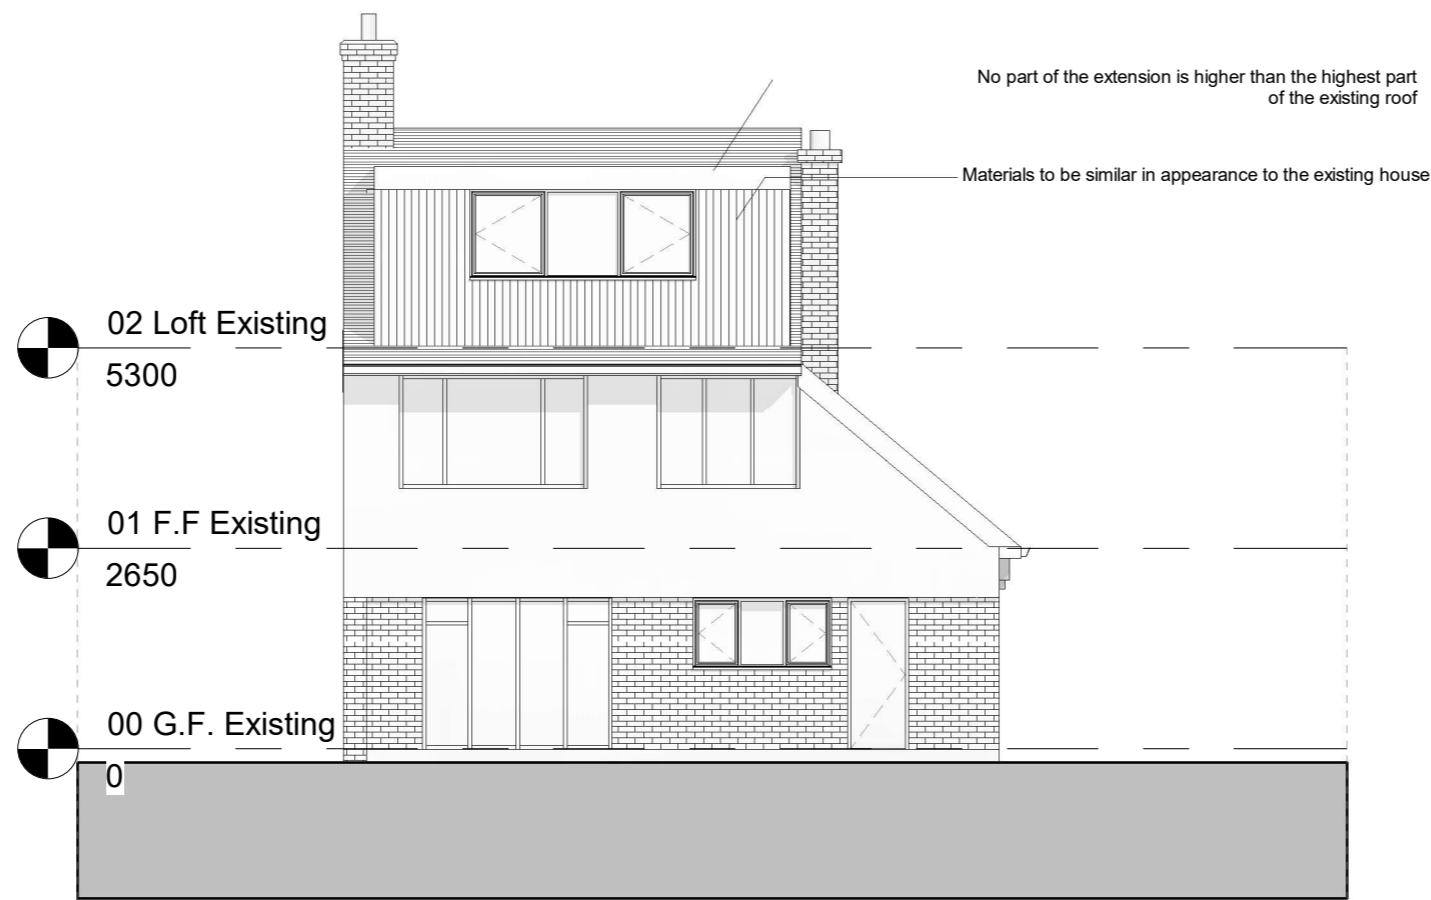 No part of the extension is higher than the highest part
of the existing roof
Materials to be similar in appearance to the existing house
02 Loft Existing
5300
01 F.F Existing
2650
00 G.F. Existing
0